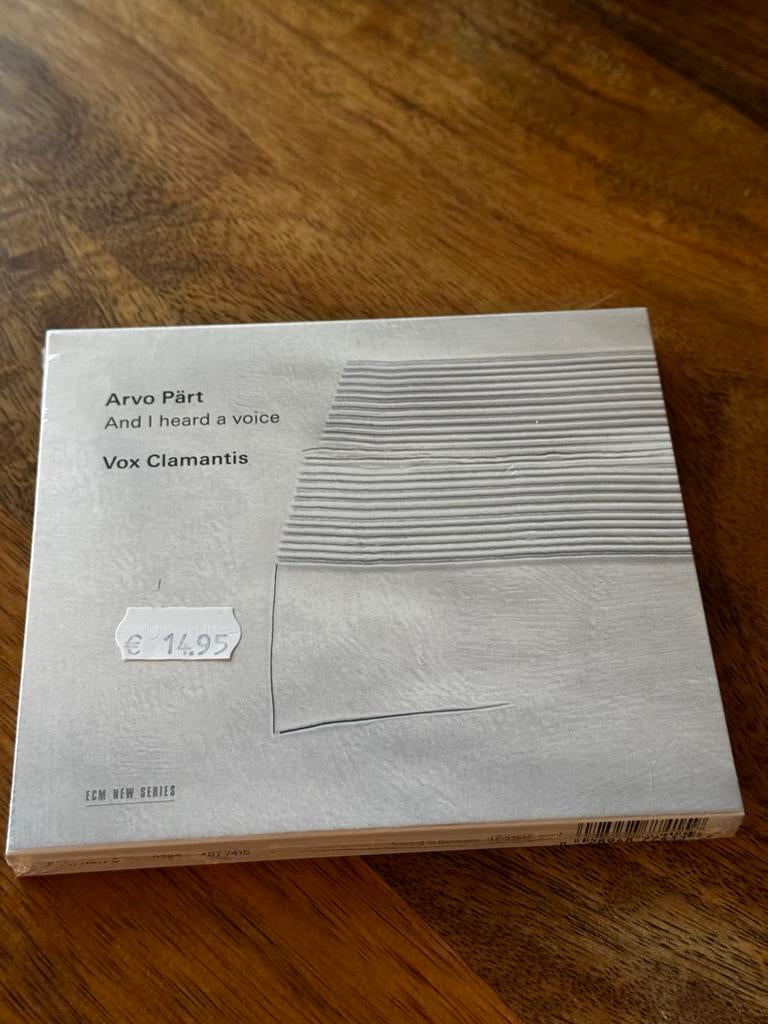 Arvo Pärt
And I heard a voice
Vox Clamantis
€ 14.95
ECM NEW SERIES